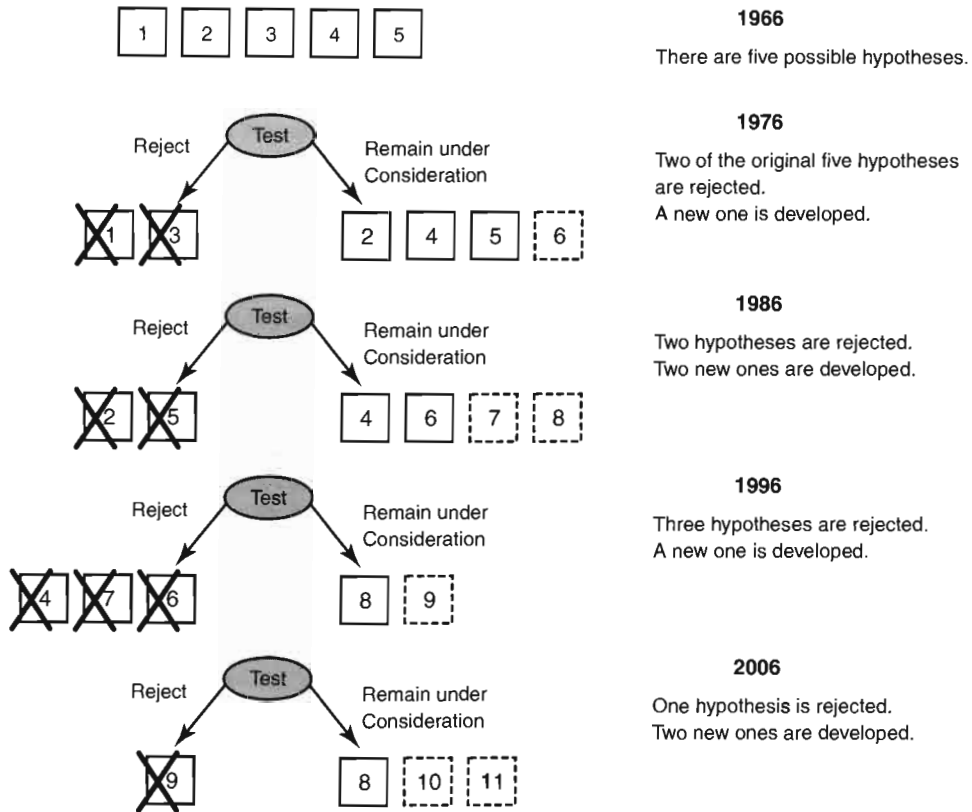 1 2 3 4 5
1966
There are five possible hypotheses.
Test
Reject
Remain under
Consideration
1 3
2 4 5 6
1976
Two of the original five hypotheses
are rejected.
A new one is developed.
Test
Reject
Remain under
Consideration
2 5
4 6 7 8
1986
Two hypotheses are rejected.
Two new ones are developed.
Test
Reject
Remain under
Consideration
4 7 6
8 9
1996
Three hypotheses are rejected.
A new one is developed.
Test
Reject
Remain under
Consideration
9
8 10 11
2006
One hypothesis is rejected.
Two new ones are developed.